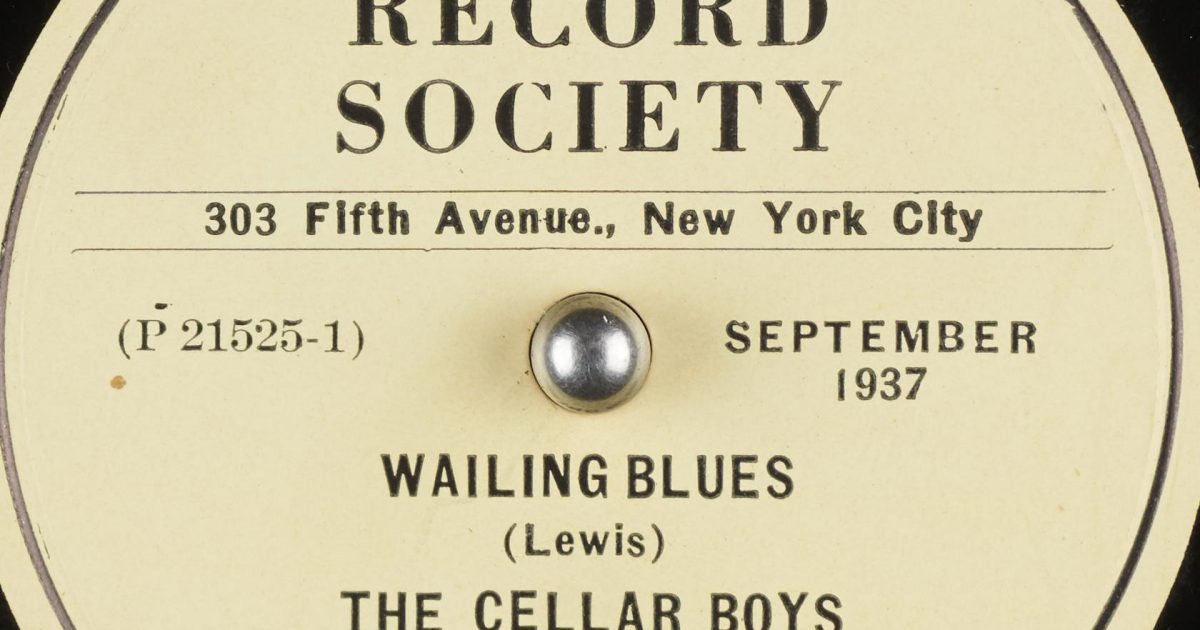 RECORD
SOCIETY
303 Fifth Avenue., New York City
(P 21525-1)
SEPTEMBER
1937
WAILING BLUES
(Lewis)
THE CELLAR BOYS